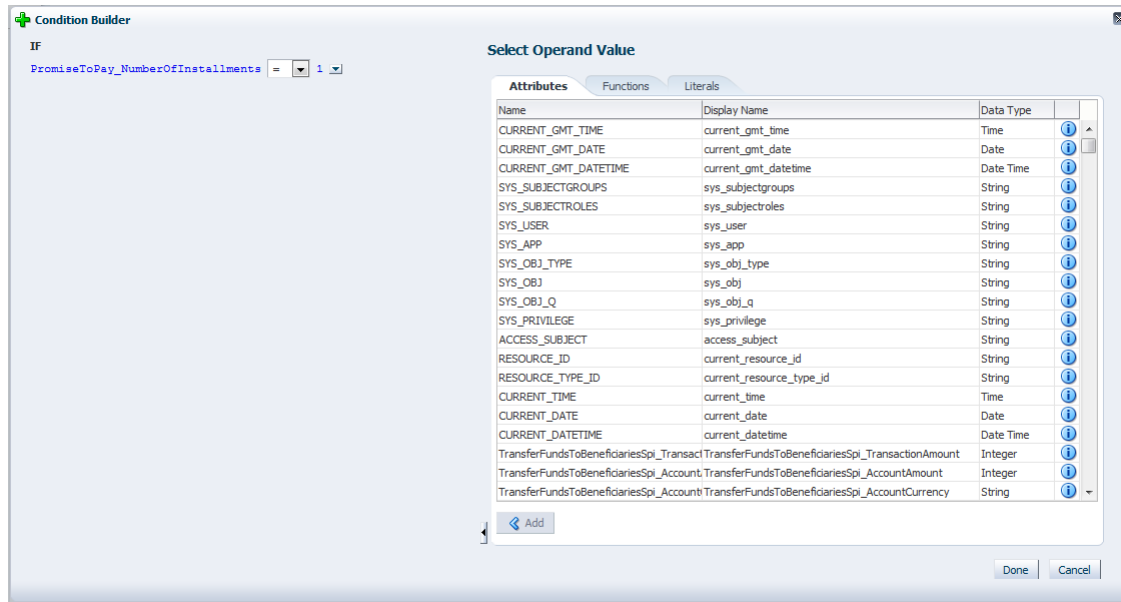 Condition Builder
IF
PromiseToPay_NumberOfInstallments = 1
Select Operand Value
Attributes Functions Literals
Name Display Name Data Type
CURRENT_GMT_TIME current_gmt_time Time
CURRENT_GMT_DATE current_gmt_date Date
CURRENT_GMT_DATETIME current_gmt_datetime Date Time
SYS_SUBJECTGROUPS sys_subjectgroups String
SYS_SUBJECTROLES sys_subjectroles String
SYS_USER sys_user String
SYS_APP sys_app String
SYS_OBJ_TYPE sys_obj_type String
SYS_OBJ sys_obj String
SYS_OBJ_Q sys_obj_q String
SYS_PRIVILEGE sys_privilege String
ACCESS_SUBJECT access_subject String
RESOURCE_ID current_resource_id String
RESOURCE_TYPE_ID current_resource_type_id String
CURRENT_TIME current_time Time
CURRENT_DATE current_date Date
CURRENT_DATETIME current_datetime Date Time
TransferFundsToBeneficiariesSpi_Transact TransferFundsToBeneficiariesSpi_TransactionAmount Integer
TransferFundsToBeneficiariesSpi_Account TransferFundsToBeneficiariesSpi_AccountAmount Integer
TransferFundsToBeneficiariesSpi_Account TransferFundsToBeneficiariesSpi_AccountCurrency String
Add
Done Cancel